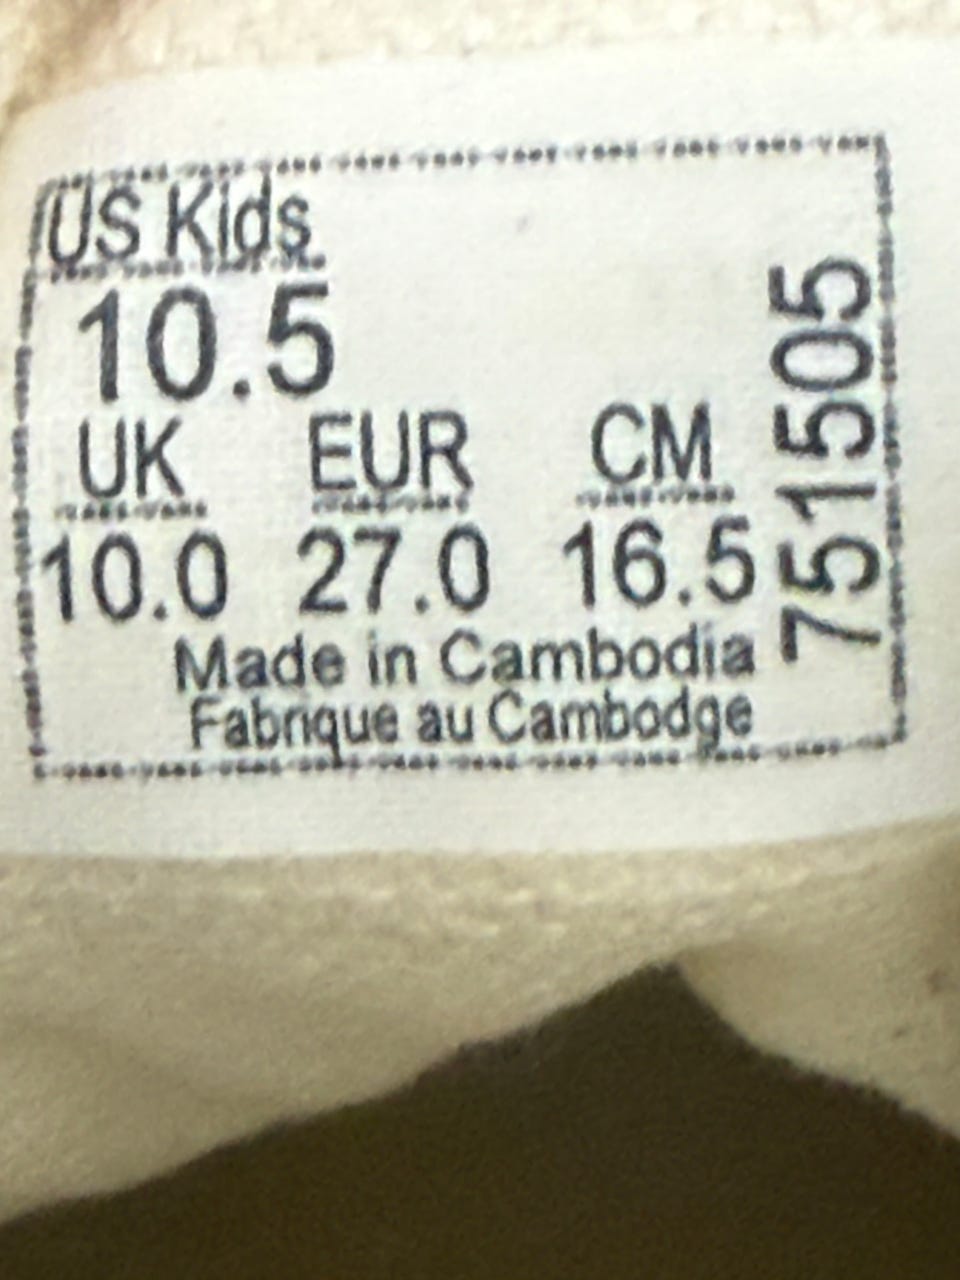 US Kids
10.5
UK EUR CM
10.0 27.0 16.5
Made in Cambodia
Fabrique au Cambodge
751505